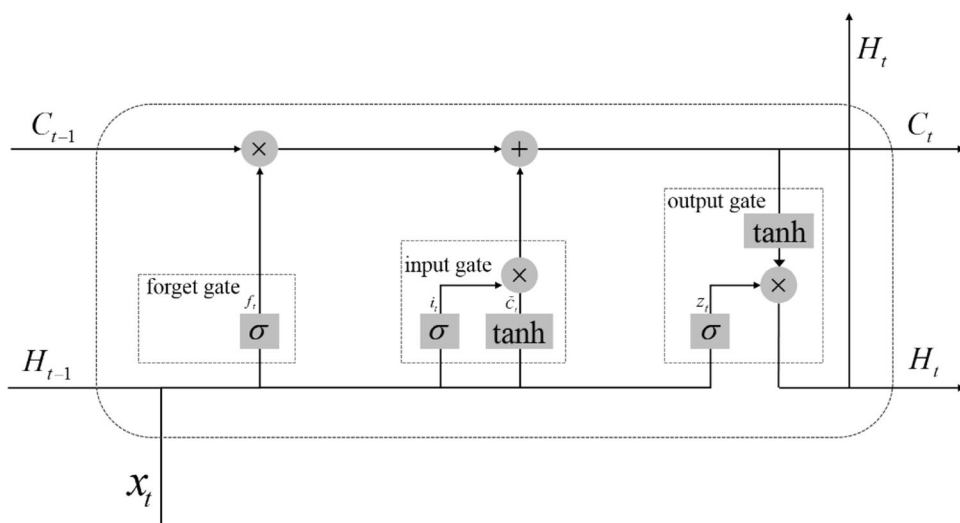 H_t
C_{t-1}
×
+
C_t
output gate
tanh
input gate
×
×
forget gate
f_t
i_t
c̃_t
z_t
σ
σ
tanh
σ
H_{t-1}
H_t
x_t